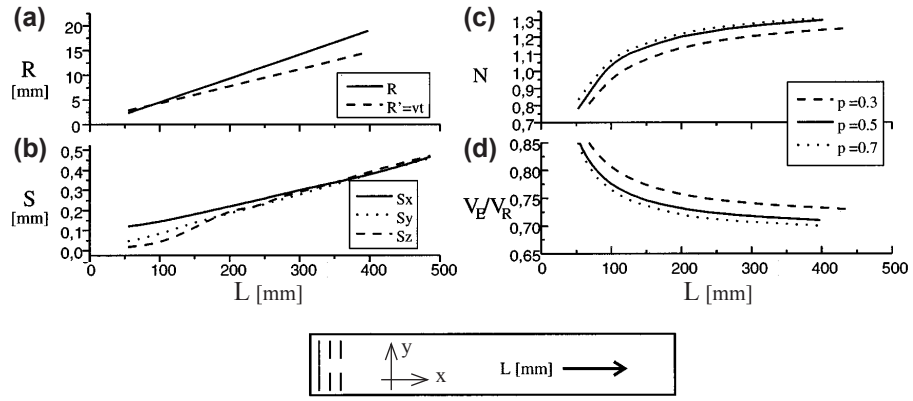 (a)
R
[mm]
20
15
10
5
0
R
R'=vt
(b)
S
[mm]
0,5
0,4
0,3
0,2
0,1
0,0
Sx
Sy
Sz
0 100 200 300 400 500
L [mm]
(c)
N
1,3
1,2
1,1
1,0
0,9
0,8
0,7
p=0.3
p=0.5
p=0.7
(d)
V_E/V_R
0,85
0,80
0,75
0,70
0,65
0 100 200 300 400 500
L [mm]
y
x
L [mm]